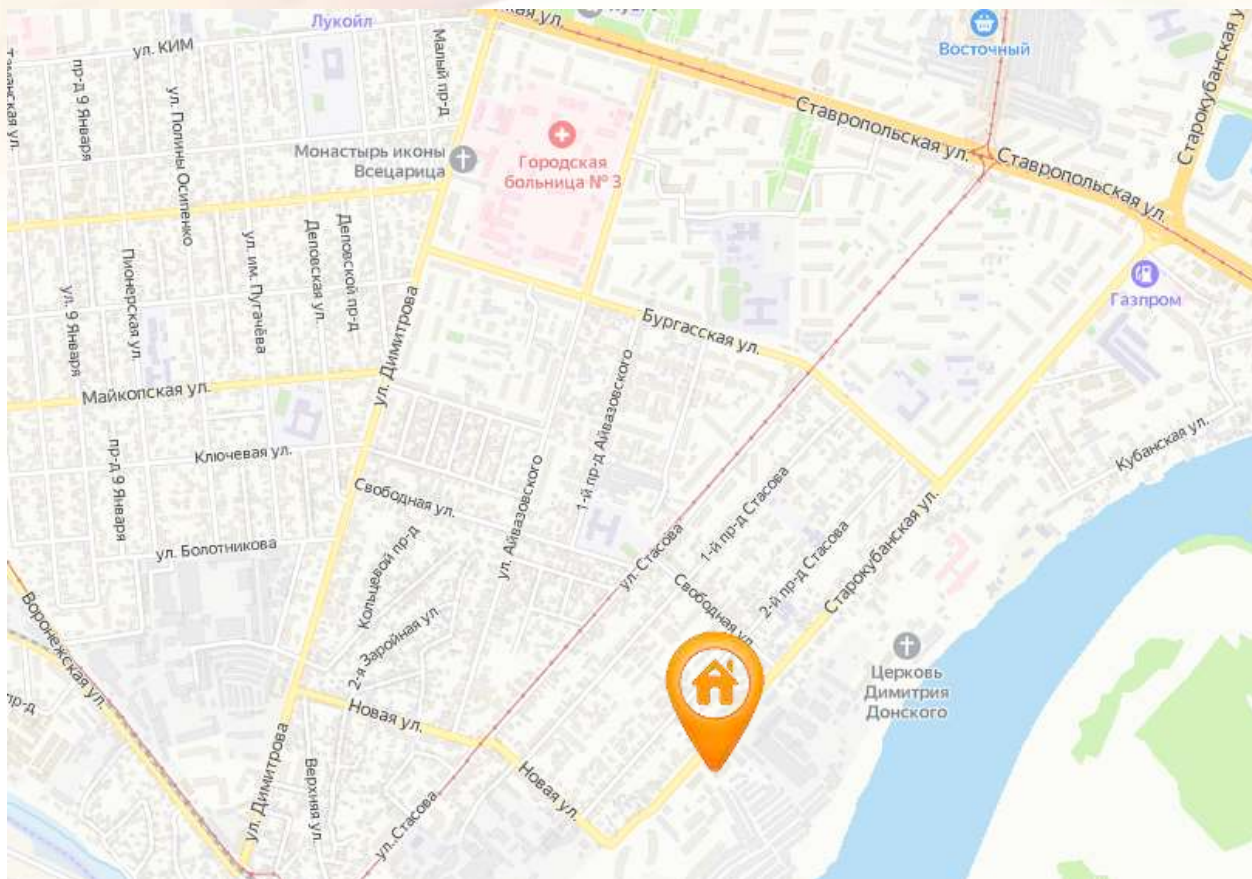 Лукойл
ул. КИМ
Малый пр-д
кая ул.
Восточный
Старокубанская у
Таманская ул.
пр-д 9 Января
ул. Полины Осипенко
Монастырь иконы
Всецарица
Городская
больница № 3
Ставропольская ул.
Ставропольская ул.
Пионерская ул.
ул. им. Пугачёва
Деповская ул.
Деповской пр-д
ул. 9 Января
ул. Димитрова
Бургасская ул.
Газпром
Майкопская ул.
1-й пр-д Айвазовского
Ключевая ул.
пр-д 9 Января
Кубанская ул.
Свободная ул.
ул. Айвазовского
ул. Болотникова
Кольцевой пр-д
ул. Стасова
1-й пр-д Стасова
2-й пр-д Стасова
Старокубанская ул.
Свободная ул.
Воронежская ул.
2-я Заройная ул.
Церковь
Димитрия
Донского
пр-д
Новая ул.
Новая ул.
ул. Димитрова
Верхняя ул.
ул. Стасова